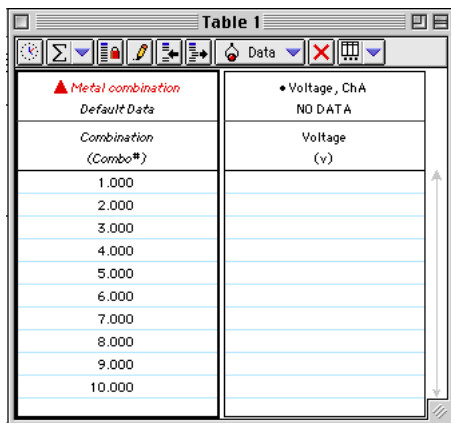 Table 1
Σ Data
Metal combination
Default Data
Combination
(Combo#)
1.000
2.000
3.000
4.000
5.000
6.000
7.000
8.000
9.000
10.000
Voltage, ChA
NO DATA
Voltage
(v)